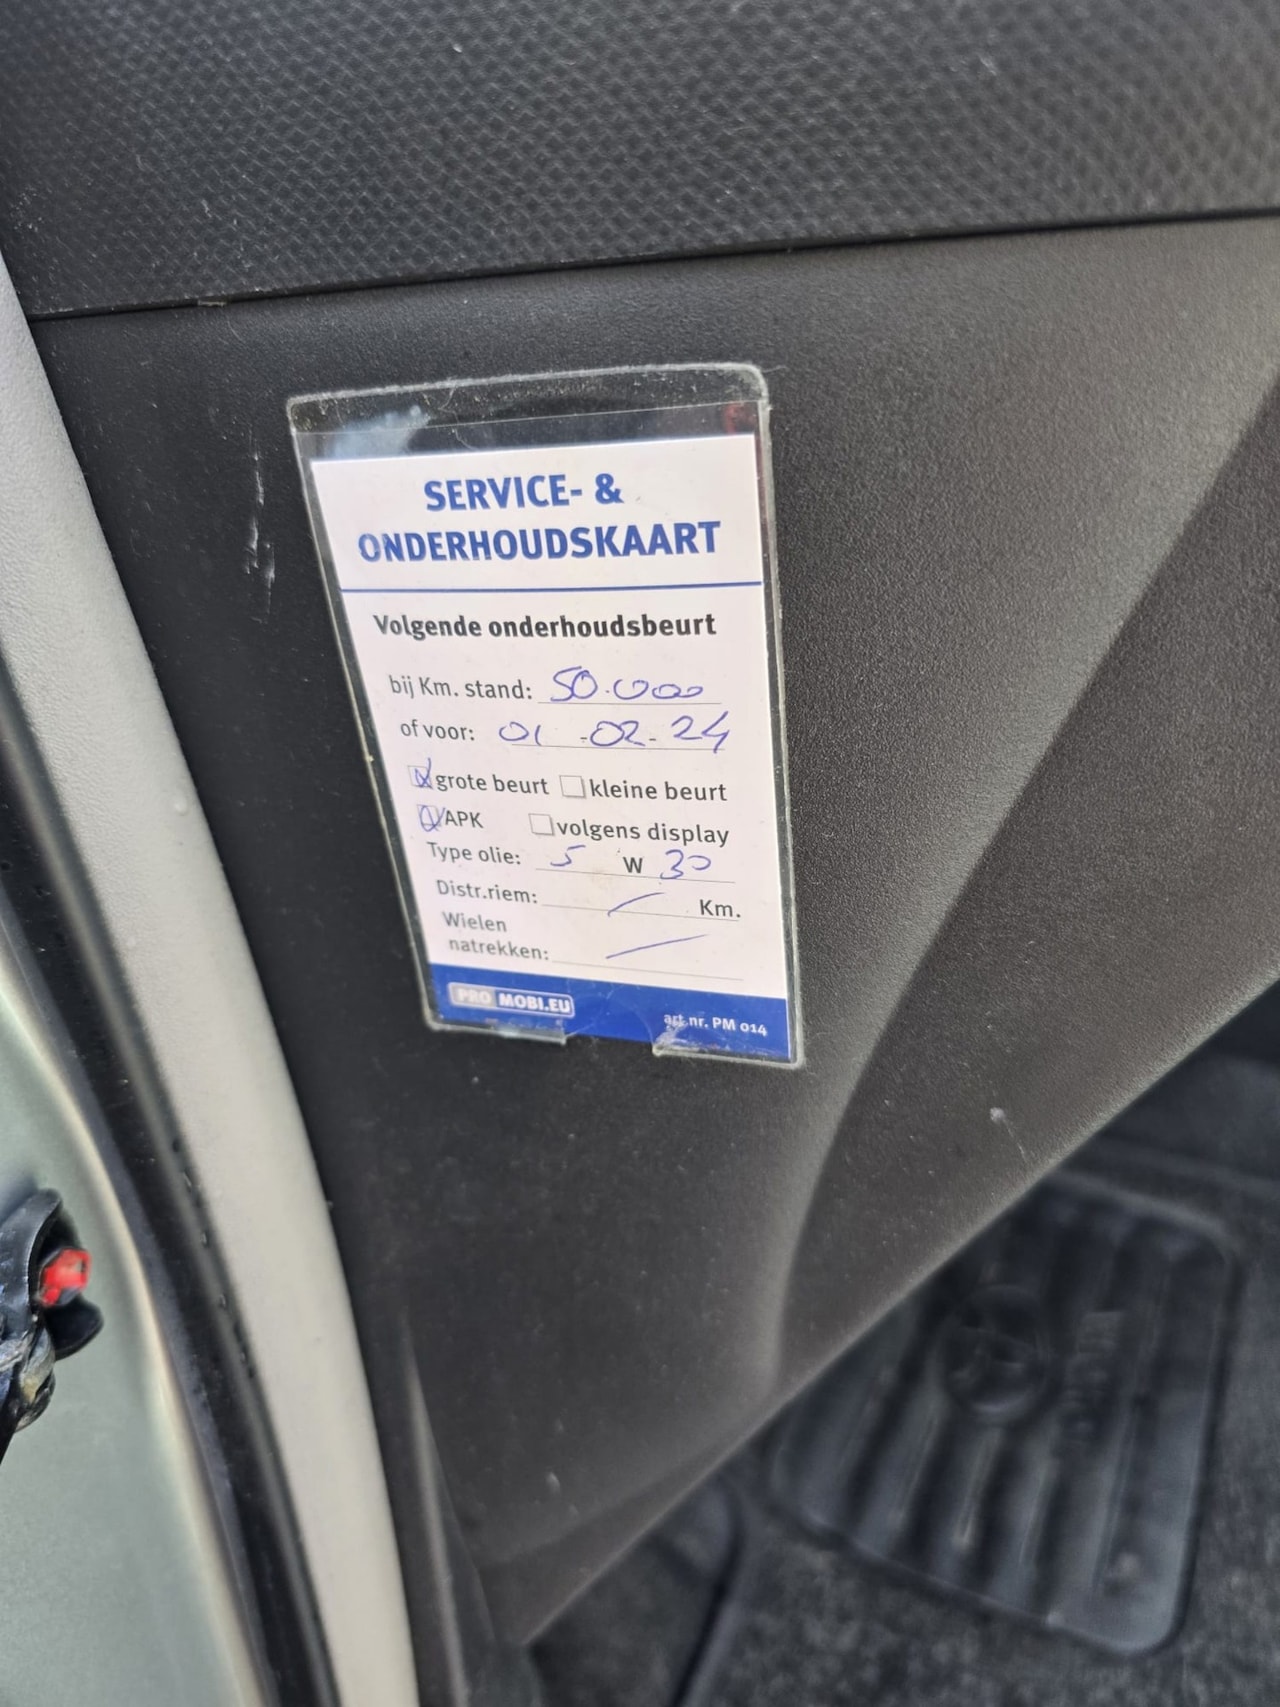 SERVICE- &
ONDERHOUDSKAART
Volgende onderhoudsbeurt
bij Km. stand: 50.000
of voor: 01-02-24
grote beurt kleine beurt
APK volgens display
Type olie: 5 W 30
Distr.riem: / Km.
Wielen
natrekken: /
PRO MOBI.EU
art.nr. PM 014